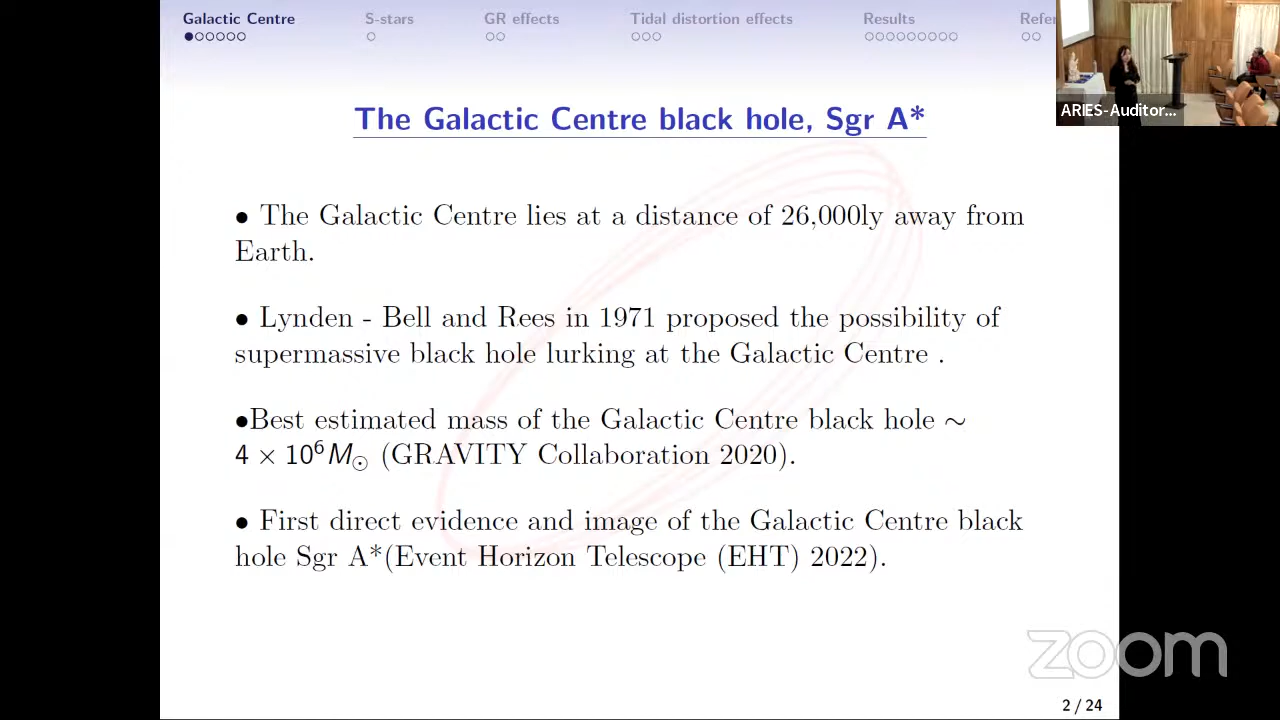 Galactic Centre S-stars GR effects Tidal distortion effects Results Refer
ARIES-Auditor...
The Galactic Centre black hole, Sgr A*
• The Galactic Centre lies at a distance of 26,000ly away from
Earth.
• Lynden - Bell and Rees in 1971 proposed the possibility of
supermassive black hole lurking at the Galactic Centre .
•Best estimated mass of the Galactic Centre black hole ∼
4 × 10⁶M☉ (GRAVITY Collaboration 2020).
• First direct evidence and image of the Galactic Centre black
hole Sgr A*(Event Horizon Telescope (EHT) 2022).
zoom
2 / 24